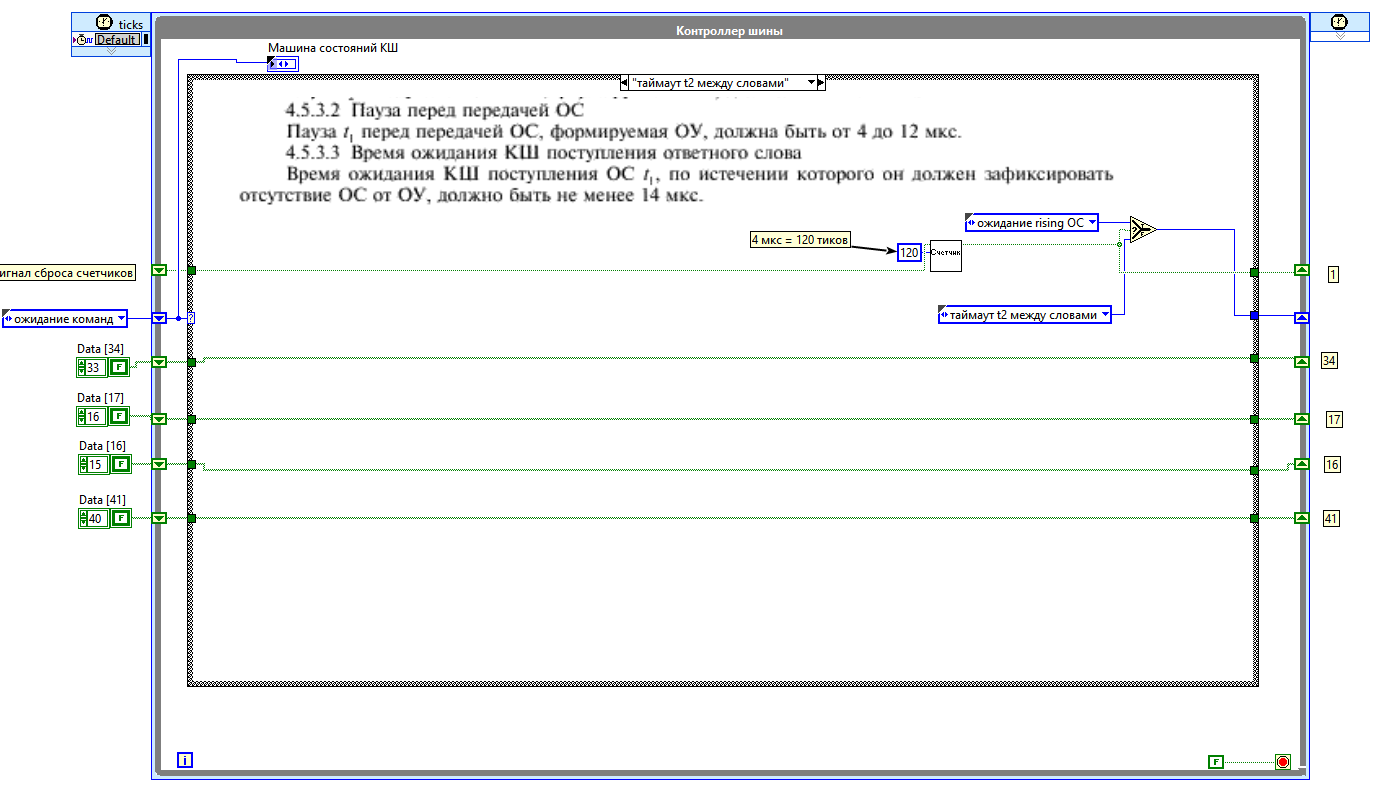 ticks
Default
Контроллер шины
Машина состояний КШ
"таймаут t2 между словами"
4.5.3.2 Пауза перед передачей ОС
Пауза t₁ перед передачей ОС, формируемая ОУ, должна быть от 4 до 12 мкс.
4.5.3.3 Время ожидания КШ поступления ответного слова
Время ожидания КШ поступления ОС t₁, по истечении которого он должен зафиксировать
отсутствие ОС от ОУ, должно быть не менее 14 мкс.
ожидание rising ОС
4 мкс = 120 тиков
120
Счетчик
игнал сброса счетчиков
1
ожидание команд
таймаут t2 между словами
?
Data [34]
33
F
34
Data [17]
16
F
17
Data [16]
15
F
16
Data [41]
40
F
41
i
F